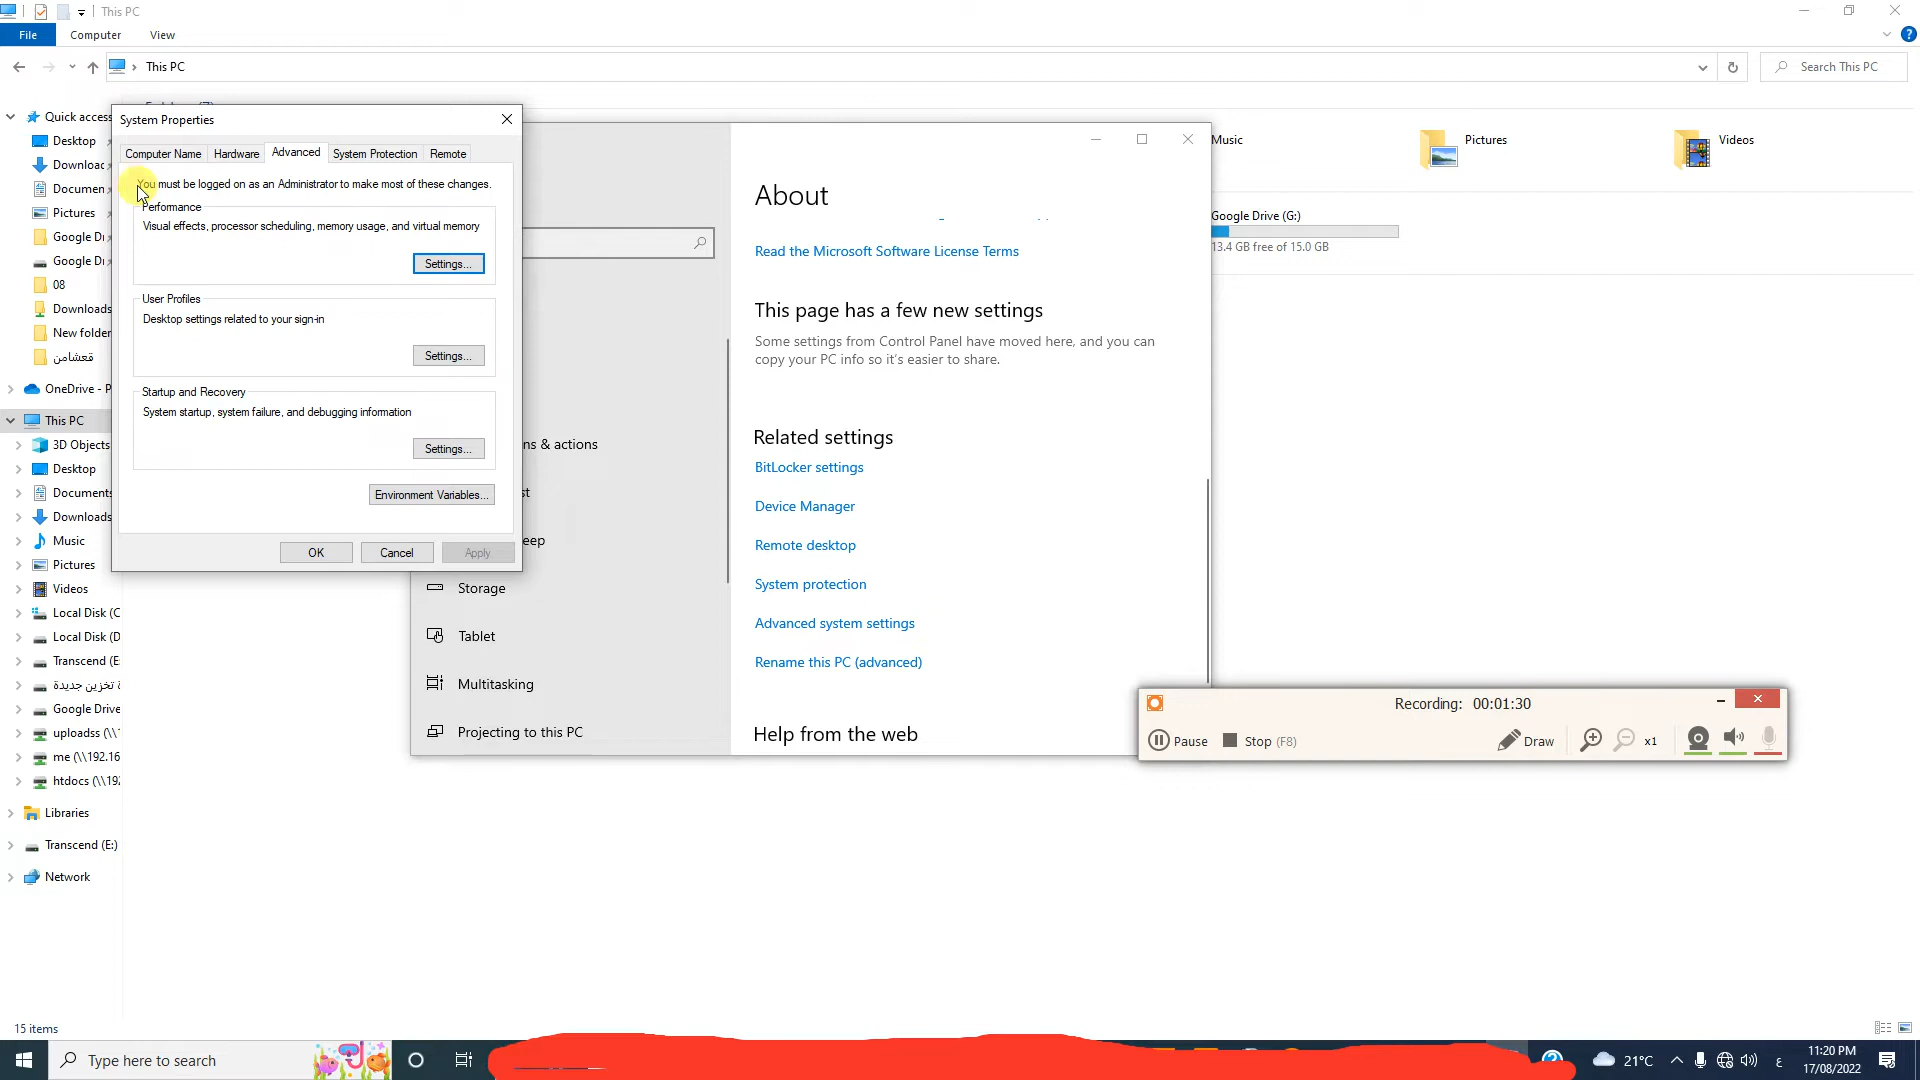 This PC
File
Computer
View
This PC
Search This PC
Quick access
Desktop
Documen
Pictures
Google Dr
Google Dr
08
Downloads
New folder
قعشامن
OneDrive - P
This PC
3D Objects
Desktop
Documents
Downloads
Music
Pictures
Videos
Local Disk (C
Local Disk (D
Transcend (E:
ة تخزين جديدة
Google Drive
uploadss (\\
me (\\192.16
htdocs (\\192
Libraries
Transcend (E:)
Network
15 items
System Properties
Computer Name
Hardware
Advanced
System Protection
Remote
You must be logged on as an Administrator to make most of these changes.
Performance
Visual effects, processor scheduling, memory usage, and virtual memory
Settings...
User Profiles
Desktop settings related to your sign-in
Settings...
Startup and Recovery
System startup, system failure, and debugging information
Settings...
Environment Variables...
OK
Cancel
Apply
ns & actions
st
eep
Storage
Tablet
Multitasking
Projecting to this PC
About
Read the Microsoft Software License Terms
This page has a few new settings
Some settings from Control Panel have moved here, and you can
copy your PC info so it's easier to share.
Related settings
BitLocker settings
Device Manager
Remote desktop
System protection
Advanced system settings
Rename this PC (advanced)
Help from the web
Music
Pictures
Videos
Google Drive (G:)
13.4 GB free of 15.0 GB
Recording: 00:01:30
Pause
Stop (F8)
Draw
x1
Type here to search
21°C
ع
11:20 PM
17/08/2022